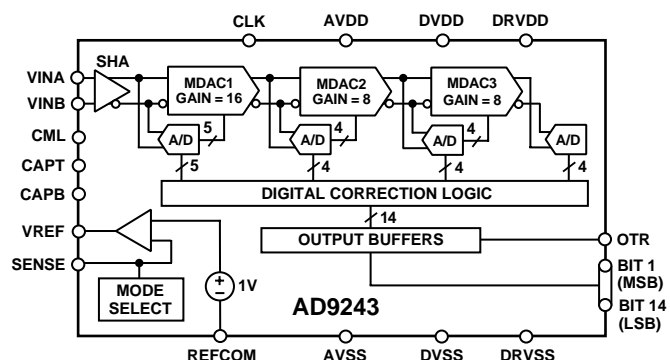 CLK AVDD DVDD DRVDD
SHA
VINA
VINB
MDAC1
GAIN = 16
MDAC2
GAIN = 8
MDAC3
GAIN = 8
CML
A/D 5
A/D 4
A/D 4
A/D
CAPT
5 4 4 4
CAPB
DIGITAL CORRECTION LOGIC
14
VREF
OUTPUT BUFFERS
OTR
SENSE
BIT 1
(MSB)
MODE
SELECT
1V
AD9243
BIT 14
(LSB)
REFCOM AVSS DVSS DRVSS